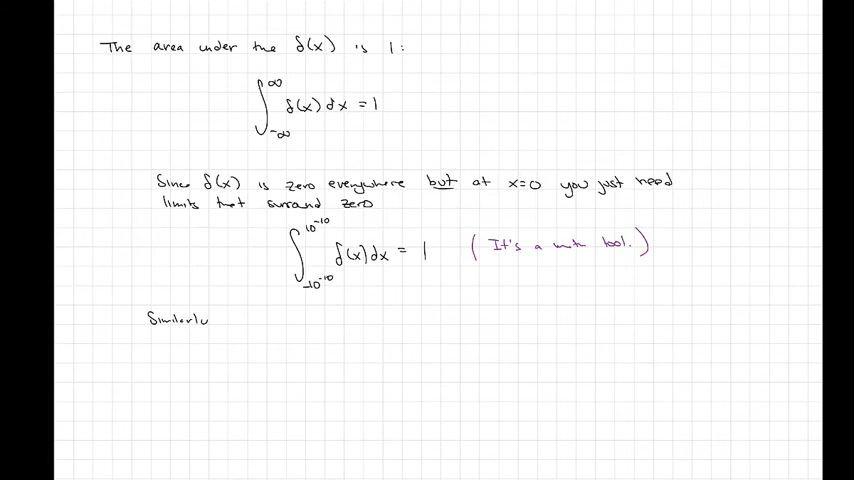 The area under the δ(x) is 1:
∫_{-∞}^{∞} δ(x) dx = 1
Since δ(x) is zero everywhere but at x=0 you just need
limits that surround zero
∫_{-10^{-10}}^{10^{-10}} δ(x) dx = 1 (It's a math tool.)
Similarly